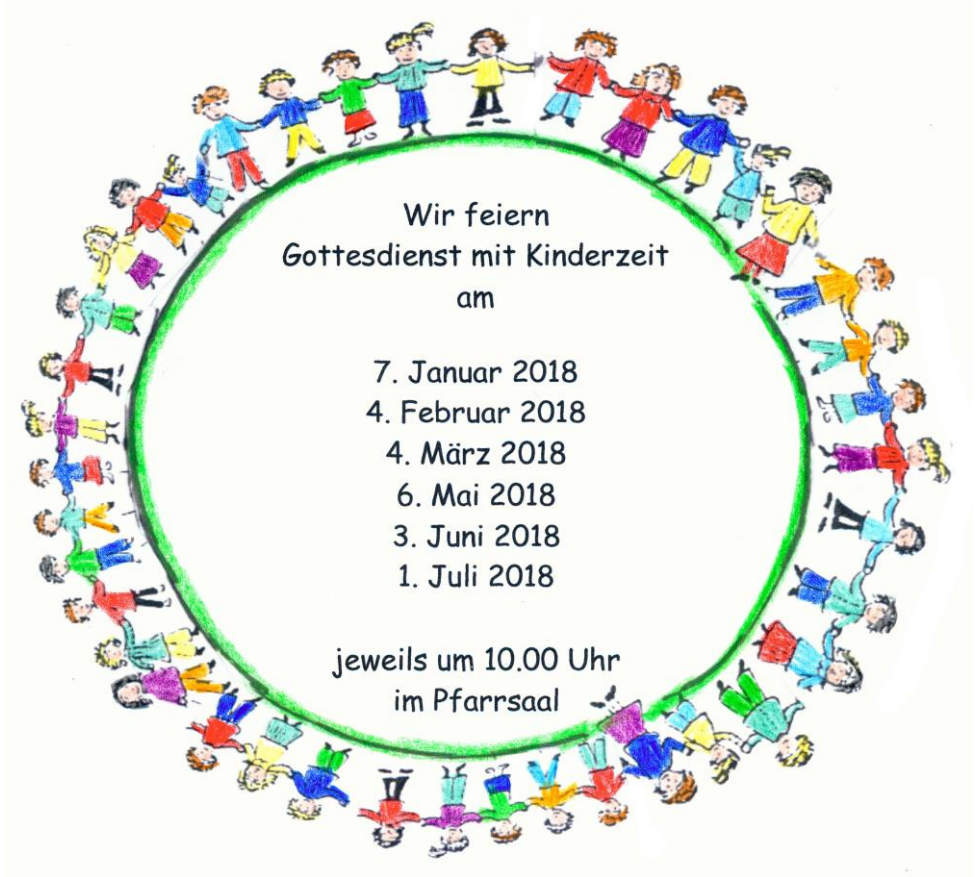 Wir feiern
Gottesdienst mit Kinderzeit
am
7. Januar 2018
4. Februar 2018
4. März 2018
6. Mai 2018
3. Juni 2018
1. Juli 2018
jeweils um 10.00 Uhr
im Pfarrsaal